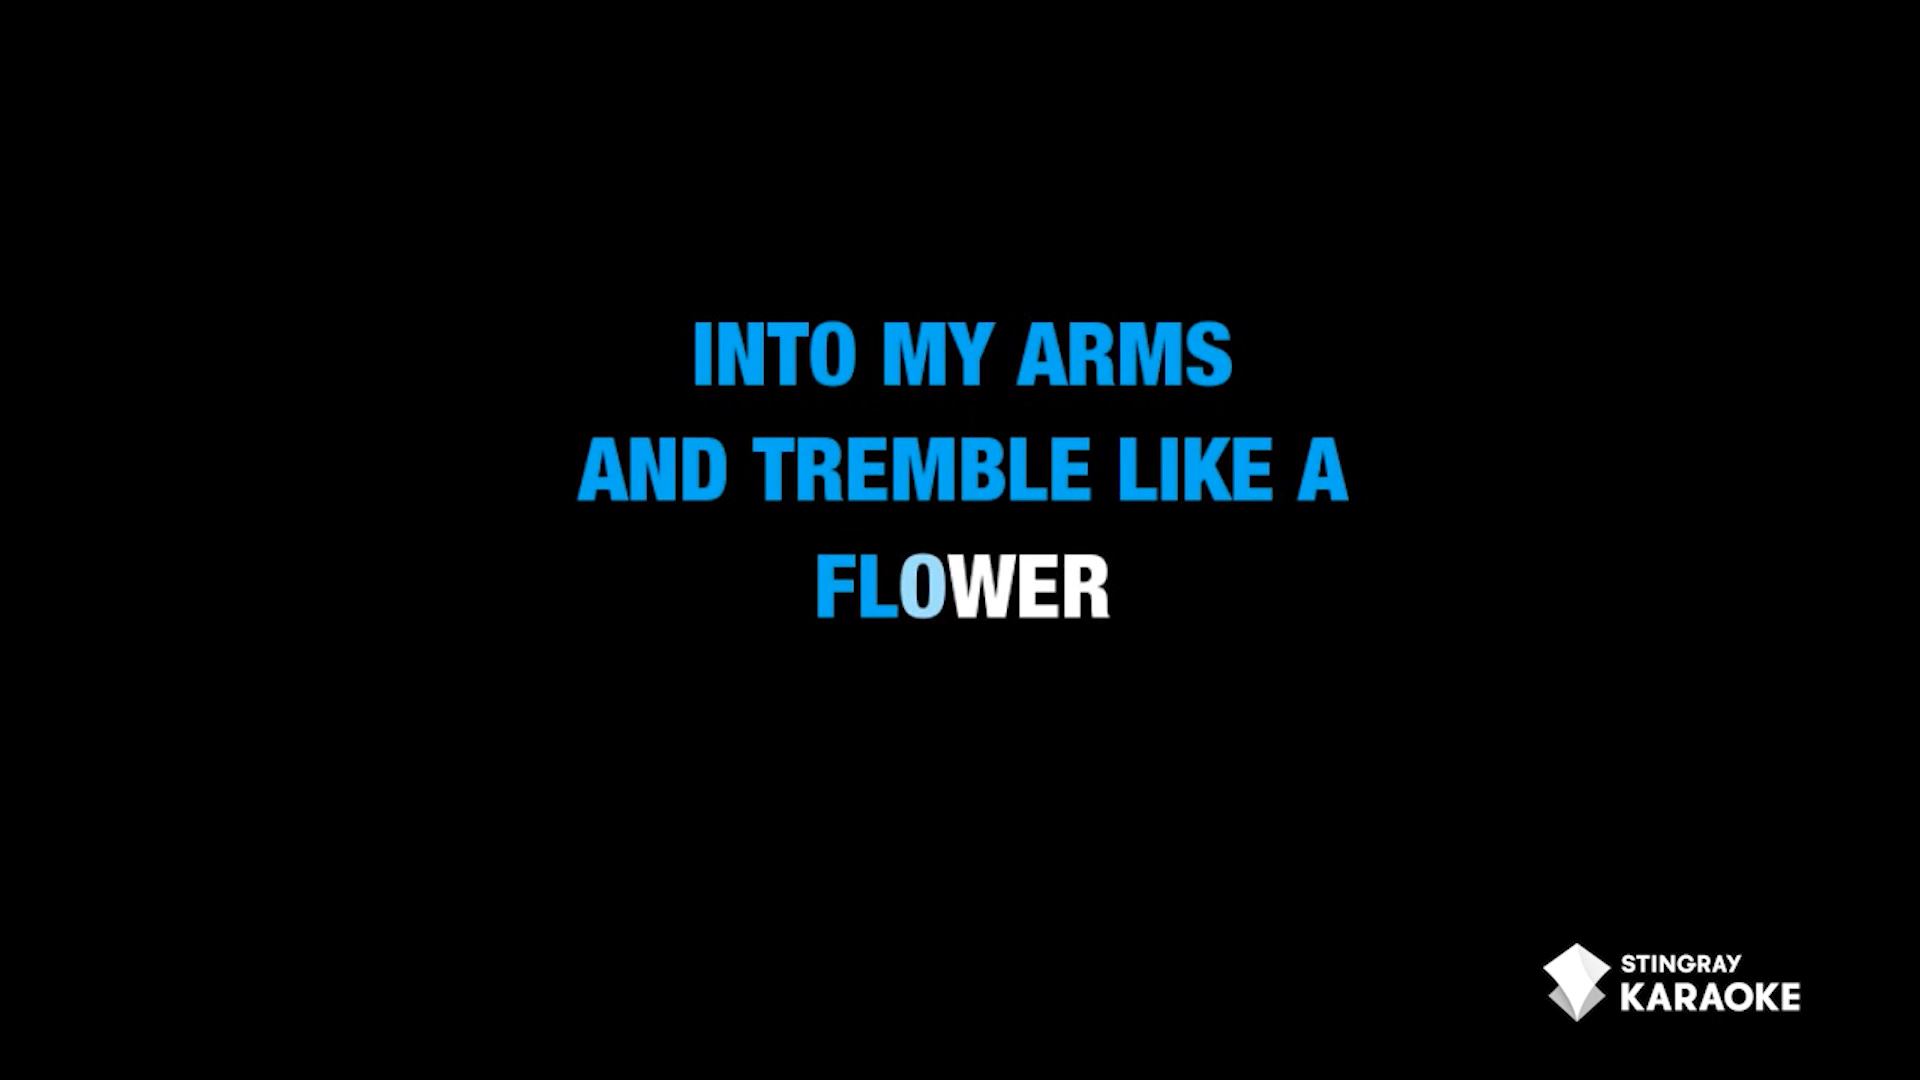 INTO MY ARMS
AND TREMBLE LIKE A
FLOWER
STINGRAY
KARAOKE